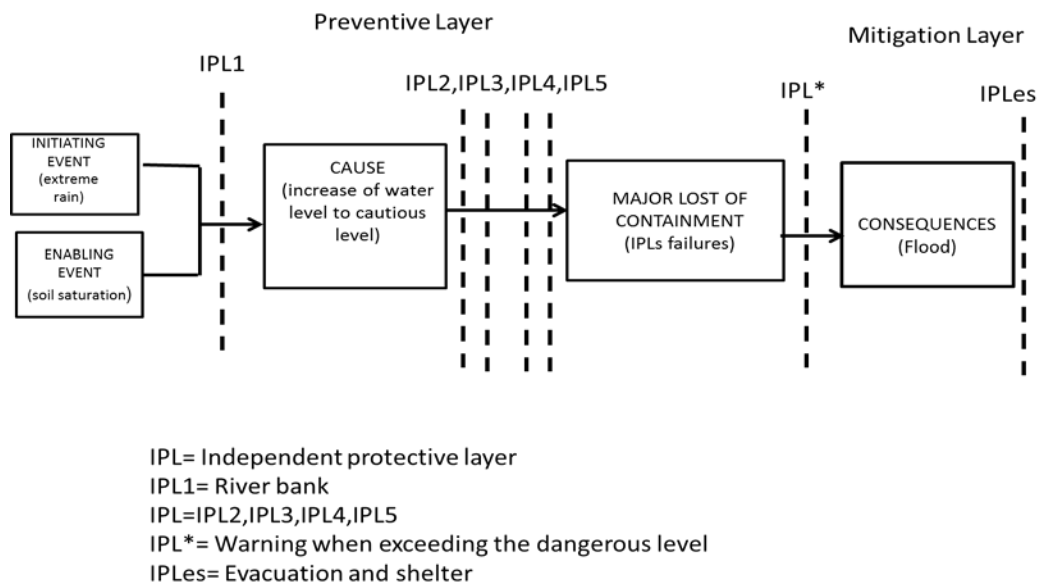 Preventive Layer
Mitigation Layer
IPL1
IPL2,IPL3,IPL4,IPL5
IPL*
IPLes
INITIATING
EVENT
(extreme
rain)
ENABLING
EVENT
(soil saturation)
CAUSE
(increase of water
level to cautious
level)
MAJOR LOST OF
CONTAINMENT
(IPLs failures)
CONSEQUENCES
(Flood)
IPL= Independent protective layer
IPL1= River bank
IPL=IPL2,IPL3,IPL4,IPL5
IPL*= Warning when exceeding the dangerous level
IPLes= Evacuation and shelter